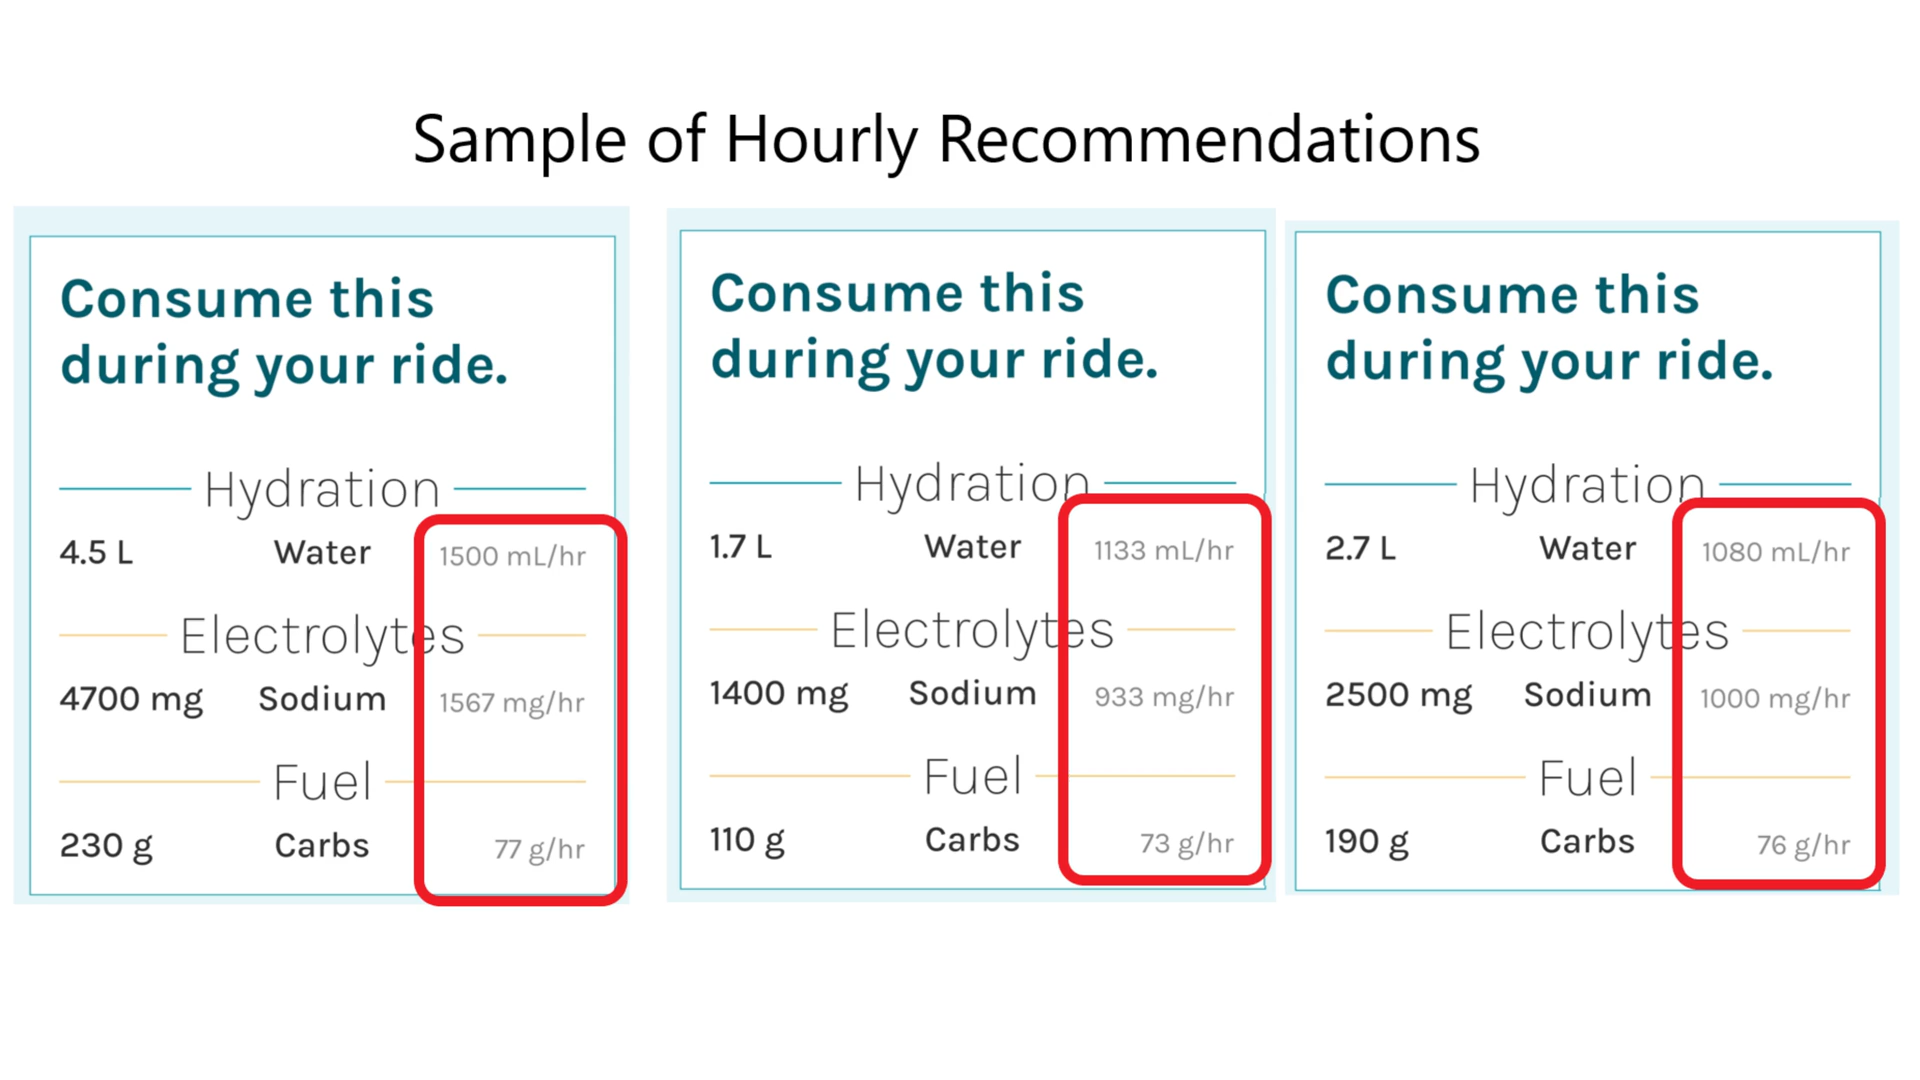 Sample of Hourly Recommendations
Consume this
during your ride.
Hydration
4.5 L Water 1500 mL/hr
Electrolytes
4700 mg Sodium 1567 mg/hr
Fuel
230 g Carbs 77 g/hr
Consume this
during your ride.
Hydration
1.7 L Water 1133 mL/hr
Electrolytes
1400 mg Sodium 933 mg/hr
Fuel
110 g Carbs 73 g/hr
Consume this
during your ride.
Hydration
2.7 L Water 1080 mL/hr
Electrolytes
2500 mg Sodium 1000 mg/hr
Fuel
190 g Carbs 76 g/hr